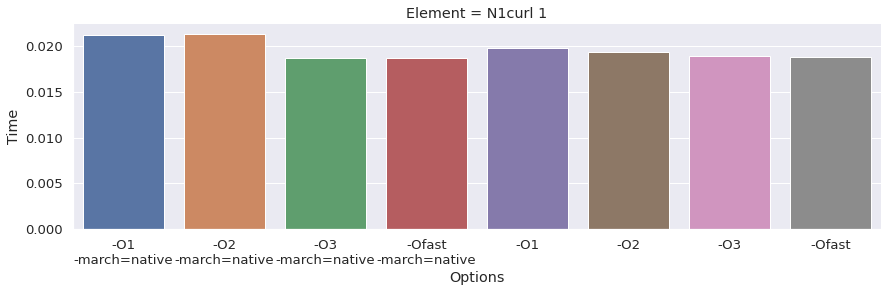 Element = N1curl 1
Time
0.020
0.015
0.010
0.005
0.000
-O1 -O2 -O3 -Ofast -O1 -O2 -O3 -Ofast
-march=native -march=native -march=native -march=native
Options